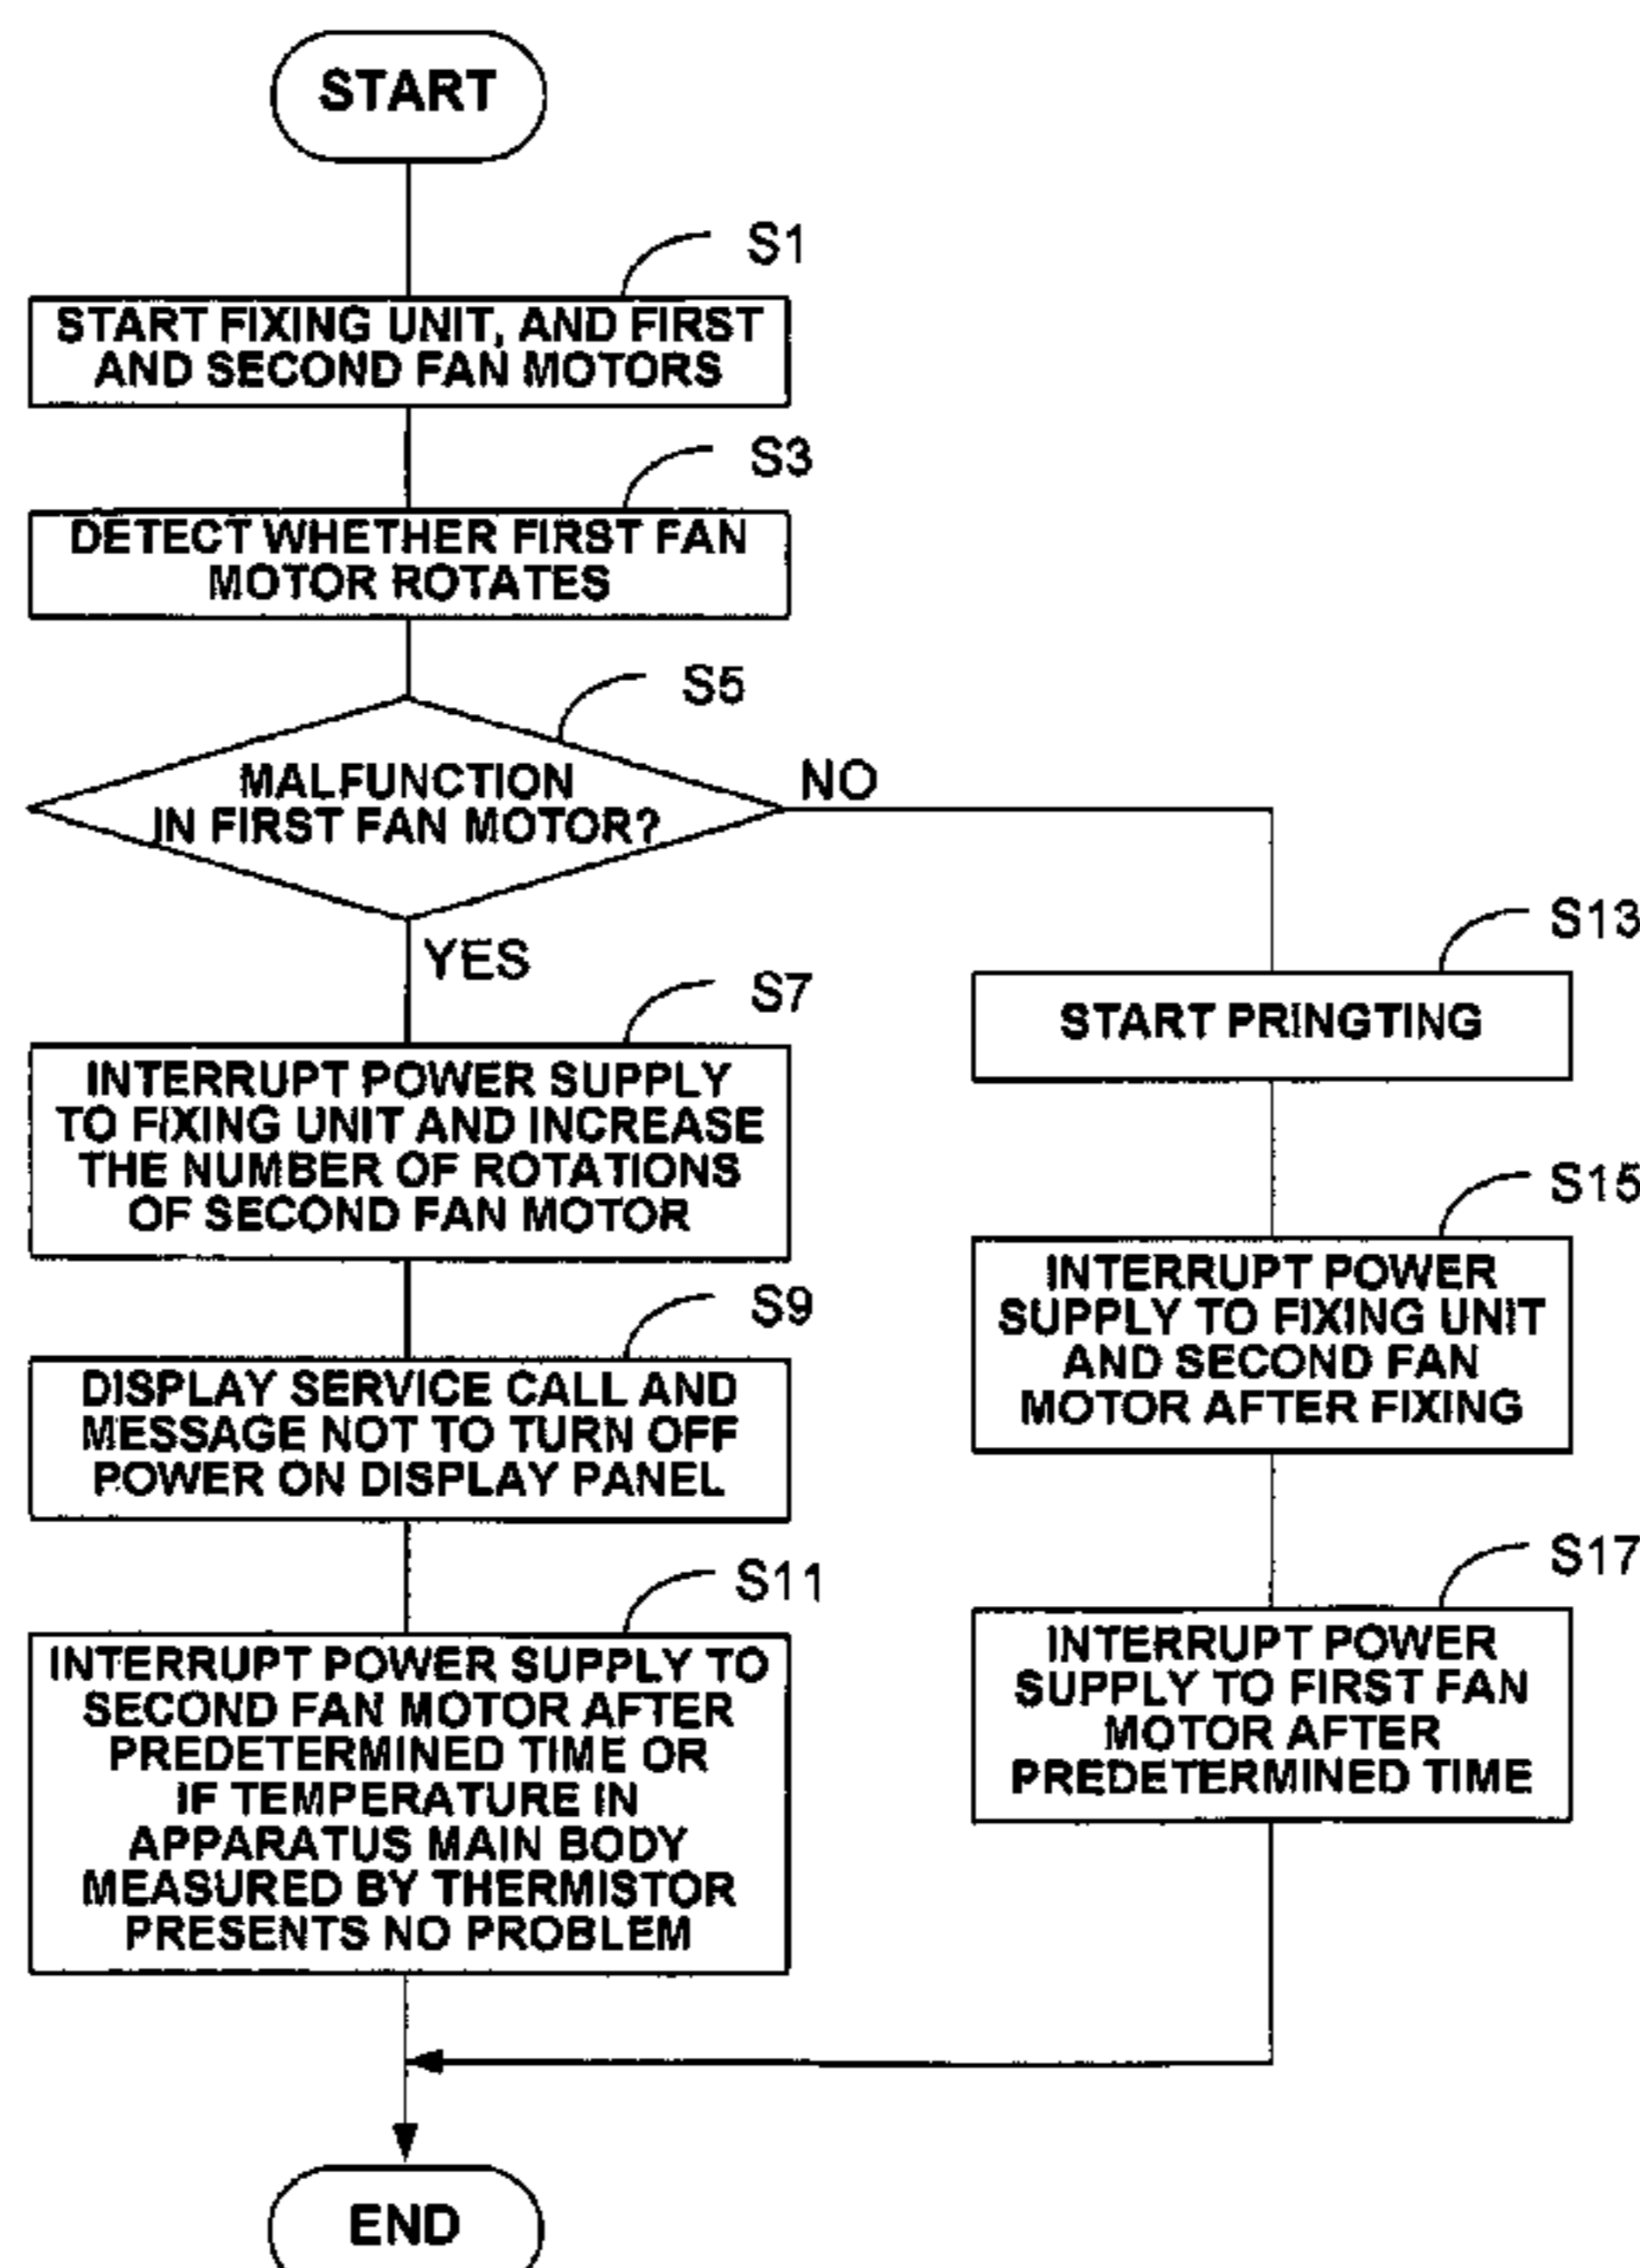 START
S1
START FIXING UNIT, AND FIRST
AND SECOND FAN MOTORS
S3
DETECT WHETHER FIRST FAN
MOTOR ROTATES
S5
MALFUNCTION
IN FIRST FAN MOTOR?
NO
YES
S7
INTERRUPT POWER SUPPLY
TO FIXING UNIT AND INCREASE
THE NUMBER OF ROTATIONS
OF SECOND FAN MOTOR
S9
DISPLAY SERVICE CALL AND
MESSAGE NOT TO TURN OFF
POWER ON DISPLAY PANEL
S11
INTERRUPT POWER SUPPLY TO
SECOND FAN MOTOR AFTER
PREDETERMINED TIME OR
IF TEMPERATURE IN
APPARATUS MAIN BODY
MEASURED BY THERMISTOR
PRESENTS NO PROBLEM
S13
START PRINGTING
S15
INTERRUPT POWER
SUPPLY TO FIXING UNIT
AND SECOND FAN
MOTOR AFTER FIXING
S17
INTERRUPT POWER
SUPPLY TO FIRST FAN
MOTOR AFTER
PREDETERMINED TIME
END